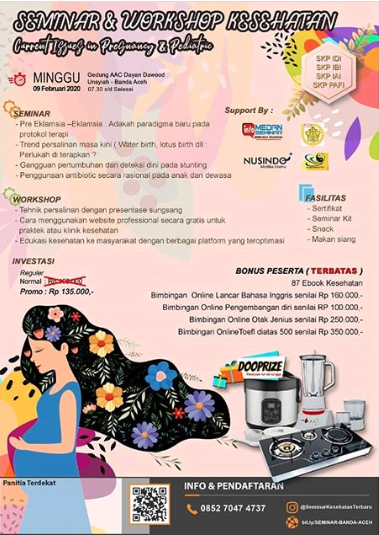 SEMINAR & WORKSHOP KESEHATAN
Current Issues in Pregnancy & Pediatric
MINGGU
09 Februari 2020
Gedung AAC Dayan Dawood
Unsyiah - Banda Aceh
07.30 s/d Selesai
SKP IDI
SKP IBI
SKP IAI
SKP PAFI
SEMINAR
- Pre Eklamsia –Eklamsia : Adakah paradigma baru pada
protokol terapi
- Trend persalinan masa kini ( Water birth, lotus birth dll :
Perlukah di terapkan ?
- Gangguan pertumbuhan dan deteksi dini pada stunting
- Penggunaan antibiotic secara rasional pada anak dan dewasa
Support By :
info MEDAN
SEMINAR
NUSINDO
WORKSHOP
- Tehnik persalinan dengan presentase sungsang
- Cara menggunakan website professional secara gratis untuk
praktek atau klinik kesehatan
- Edukasi kesehatan ke masyarakat dengan berbagai platform yang teroptimasi
FASILITAS
- Sertifikat
- Seminar Kit
- Snack
- Makan siang
INVESTASI
Reguler
Normal
Promo : Rp 135.000,-
BONUS PESERTA ( TERBATAS )
87 Ebook Kesehatan
Bimbingan Online Lancar Bahasa Inggris senilai Rp 160.000,-
Bimbingan Online Pengembangan diri senilai RP 100.000,-
Bimbingan Online Otak Jenius senilai Rp 250.000,-
Bimbingan OnlineToefl diatas 500 senilai Rp 350.000,-
DOOPRIZE
Panitia Terdekat
INFO & PENDAFTARAN
0852 7047 4737
@SeminarKesehatanTerbaru
bit.ly/SEMINAR-BANDA-ACEH